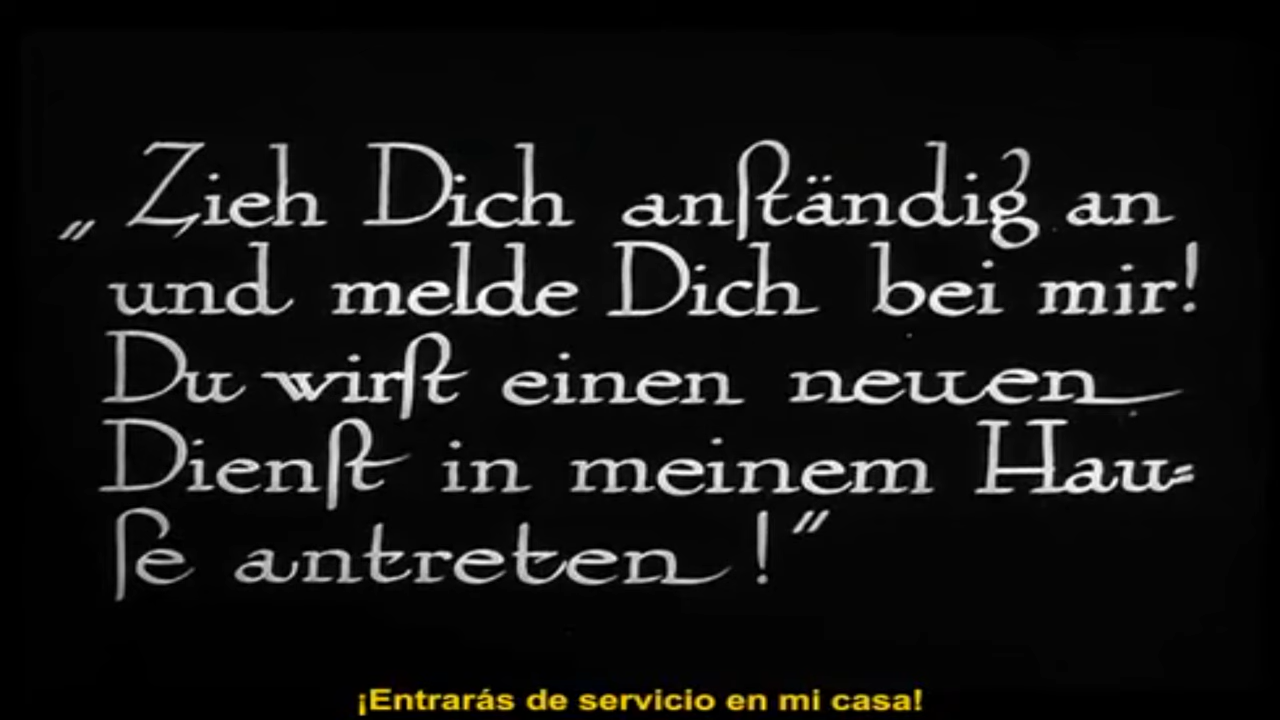 „Zieh Dich anſtändig an
und melde Dich bei mir!
Du wirſt einen neuen
Dienſt in meinem Hau⸗
ſe antreten!”
¡Entrarás de servicio en mi casa!